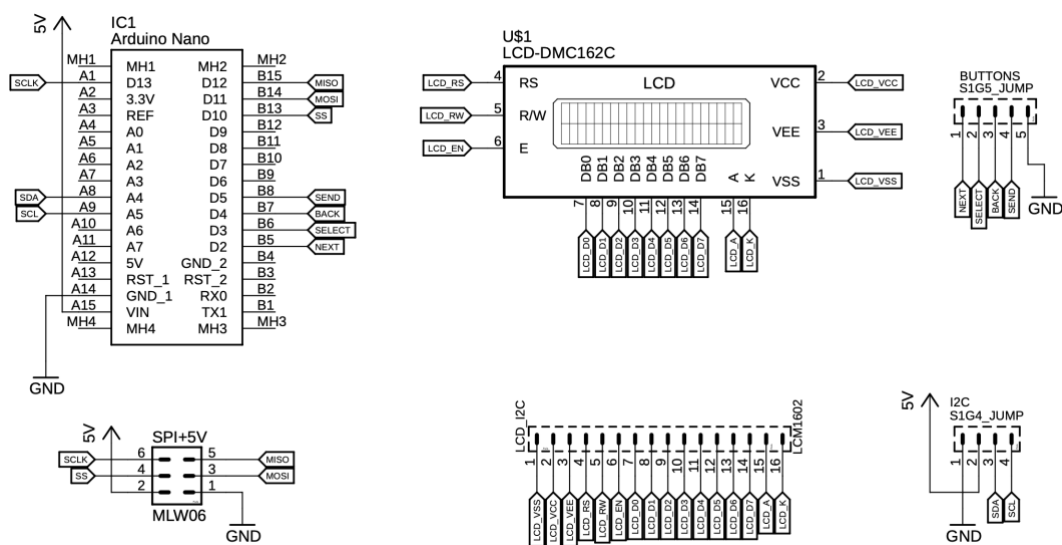 5V
IC1
Arduino Nano
MH1 MH1 MH2 MH2
SCLK A1 D13 D12 B15 MISO
A2 3.3V D11 B14 MOSI
A3 REF D10 B13 SS
A4 A0 D9 B12
A5 A1 D8 B11
A6 A2 D7 B10
A7 A3 D6 B9
SDA A8 A4 D5 B8 SEND
SCL A9 A5 D4 B7 BACK
A10 A6 D3 B6 SELECT
A11 A7 D2 B5 NEXT
A12 5V GND_2 B4
A13 RST_1 RST_2 B3
A14 GND_1 RX0 B2
A15 VIN TX1 B1
MH4 MH4 MH3 MH3
GND
U$1
LCD-DMC162C
LCD_RS 4 RS LCD VCC 2 LCD_VCC
LCD_RW 5 R/W VEE 3 LCD_VEE
LCD_EN 6 E VSS 1 LCD_VSS
DB0 DB1 DB2 DB3 DB4 DB5 DB6 DB7 A K
7 8 9 10 11 12 13 14 15 16
LCD_D0 LCD_D1 LCD_D2 LCD_D3 LCD_D4 LCD_D5 LCD_D6 LCD_D7 LCD_A LCD_K
BUTTONS
S1G5_JUMP
1 2 3 4 5
NEXT SELECT BACK SEND
GND
5V
SPI+5V
SCLK 6 5 MISO
SS 4 3 MOSI
2 1
MLW06
GND
LCD_I2C
LCM1602
1 2 3 4 5 6 7 8 9 10 11 12 13 14 15 16
LCD_VSS LCD_VCC LCD_VEE LCD_RS LCD_RW LCD_EN LCD_D0 LCD_D1 LCD_D2 LCD_D3 LCD_D4 LCD_D5 LCD_D6 LCD_D7 LCD_A LCD_K
5V
I2C
S1G4_JUMP
1 2 3 4
SDA SCL
GND